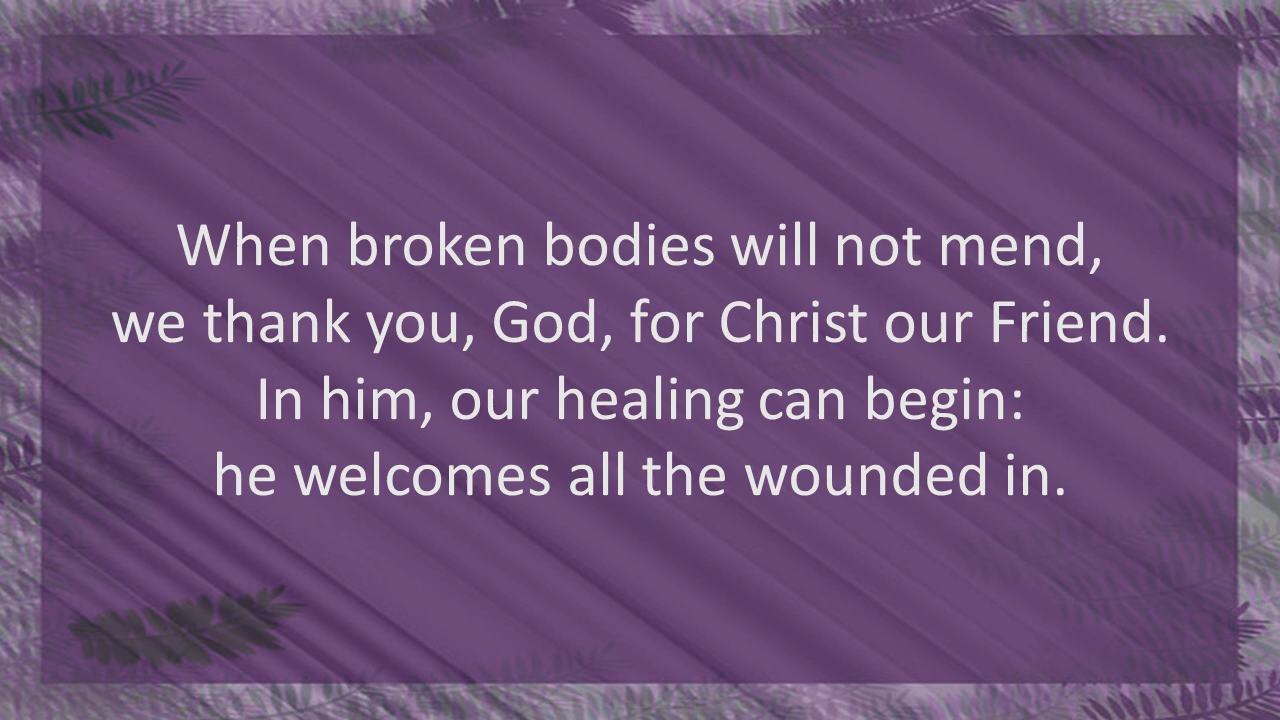 When broken bodies will not mend,
we thank you, God, for Christ our Friend.
In him, our healing can begin:
he welcomes all the wounded in.